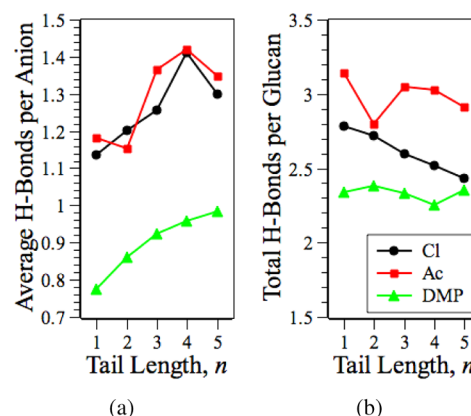 (a)
Average H-Bonds per Anion
1.5
1.4
1.3
1.2
1.1
1
0.9
0.8
0.7
1 2 3 4 5
Tail Length, n
(a)
(b)
Total H-Bonds per Glucan
3.5
3
2.5
2
1.5
Cl
Ac
DMP
1 2 3 4 5
Tail Length, n
(b)